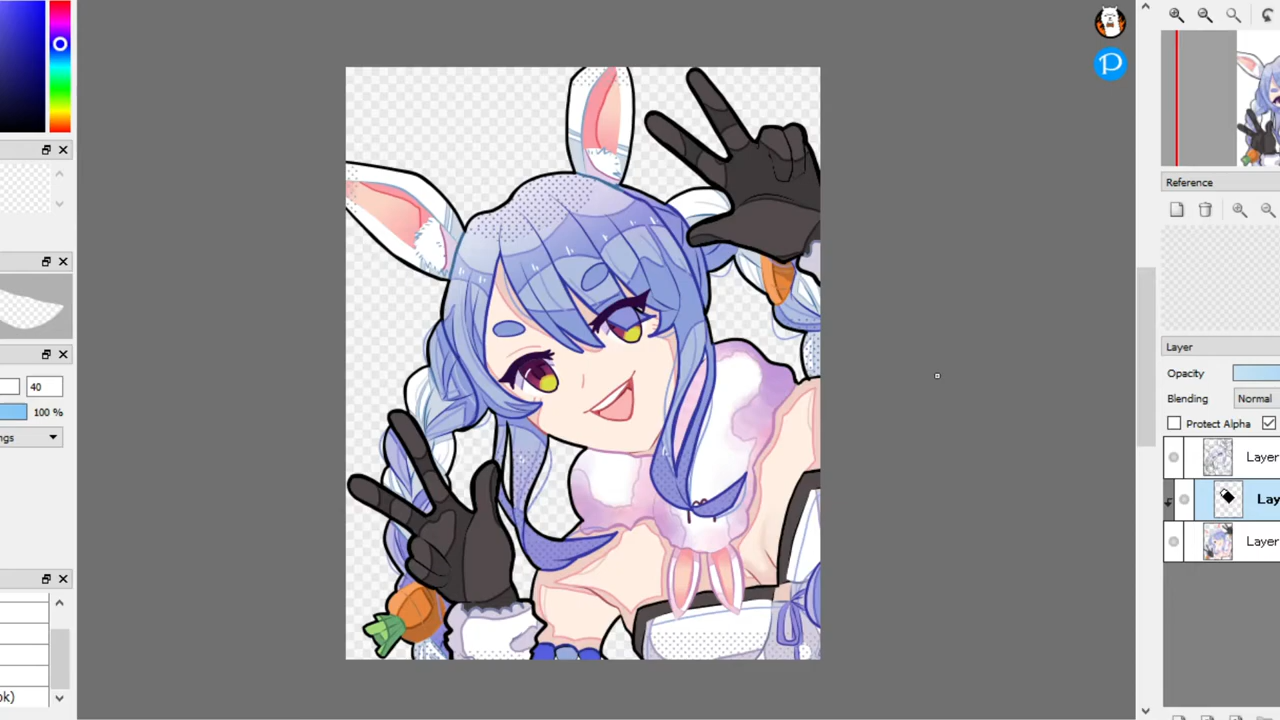 P
Reference
40
Layer
100 %
Opacity
Blending Normal
ngs
Protect Alpha
Layer
Lay
Layer
ok)